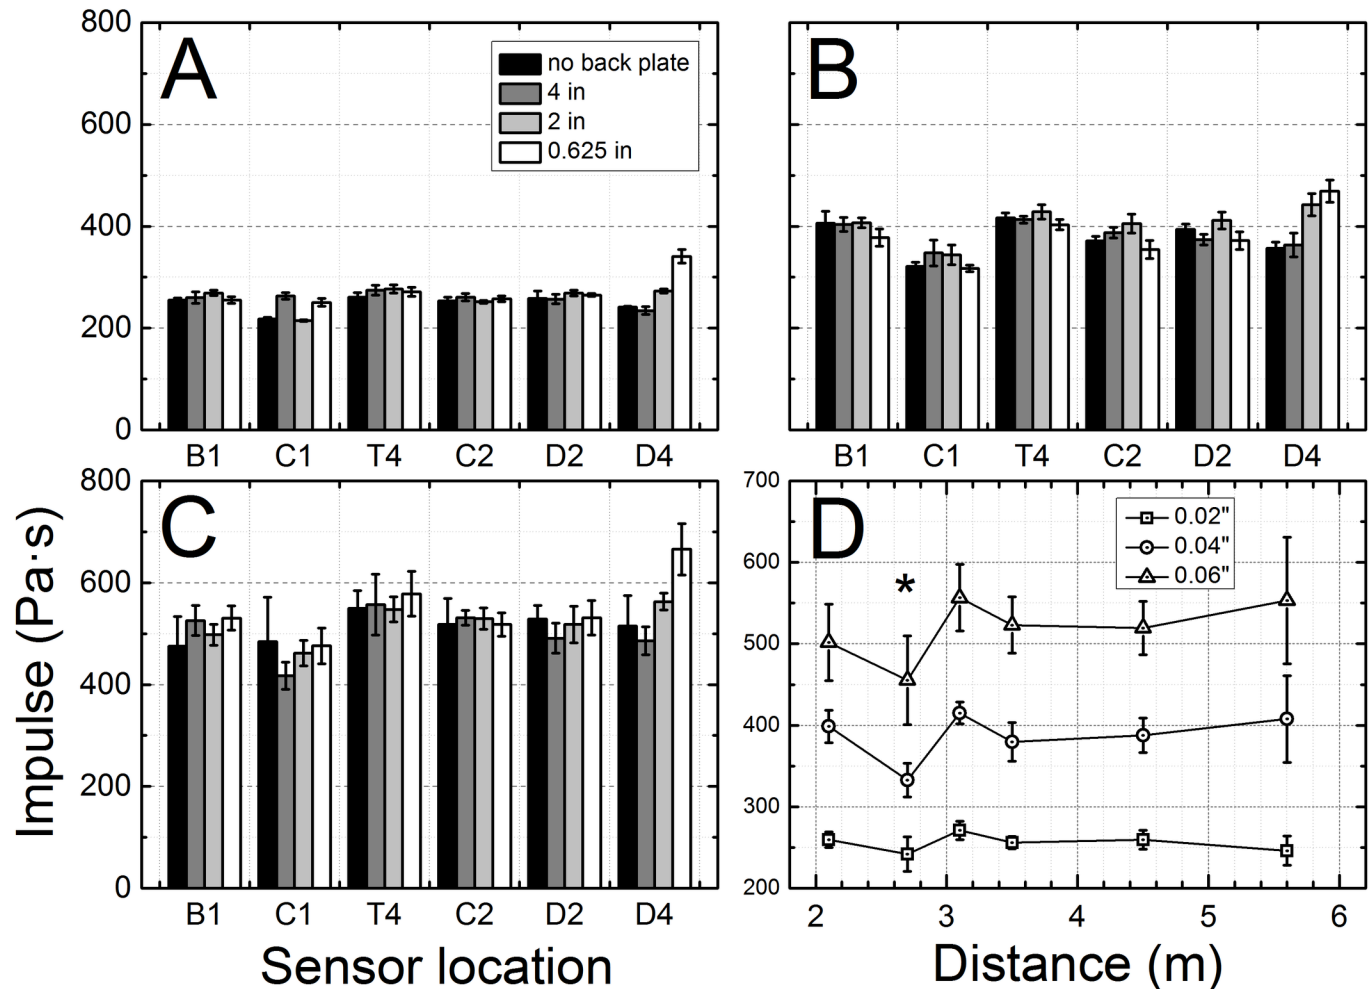 A
no back plate
4 in
2 in
0.625 in
800
600
400
200
0
B1 C1 T4 C2 D2 D4
B
B1 C1 T4 C2 D2 D4
C
800
600
400
200
0
B1 C1 T4 C2 D2 D4
D
0.02"
0.04"
0.06"
*
700
600
500
400
300
200
2 3 4 5 6
Impulse (Pa·s)
Sensor location
Distance (m)